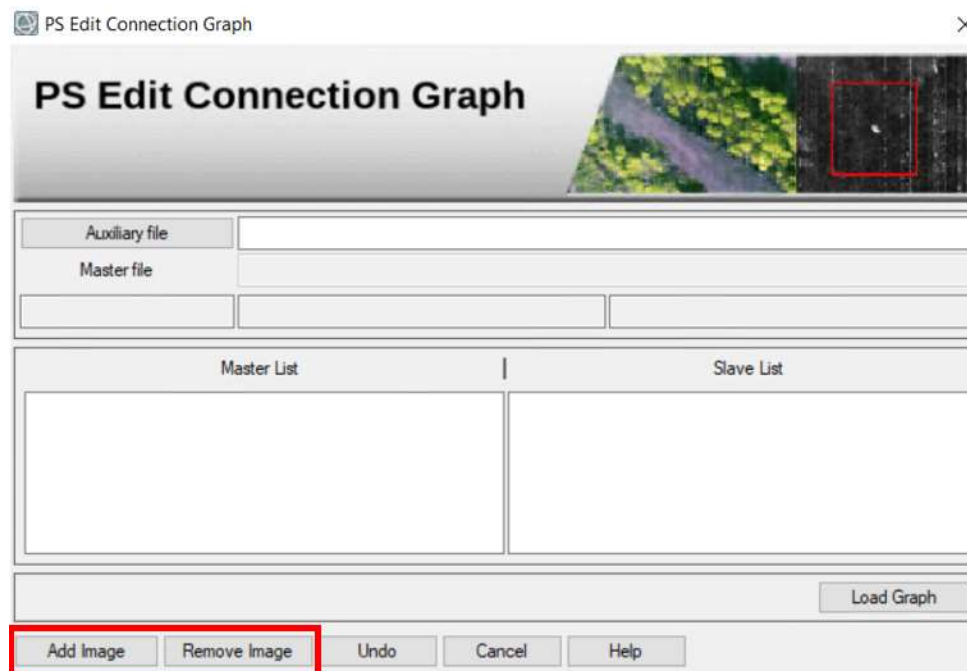 PS Edit Connection Graph
PS Edit Connection Graph
Auxiliary file
Master file
Master List | Slave List
Load Graph
Add Image Remove Image Undo Cancel Help